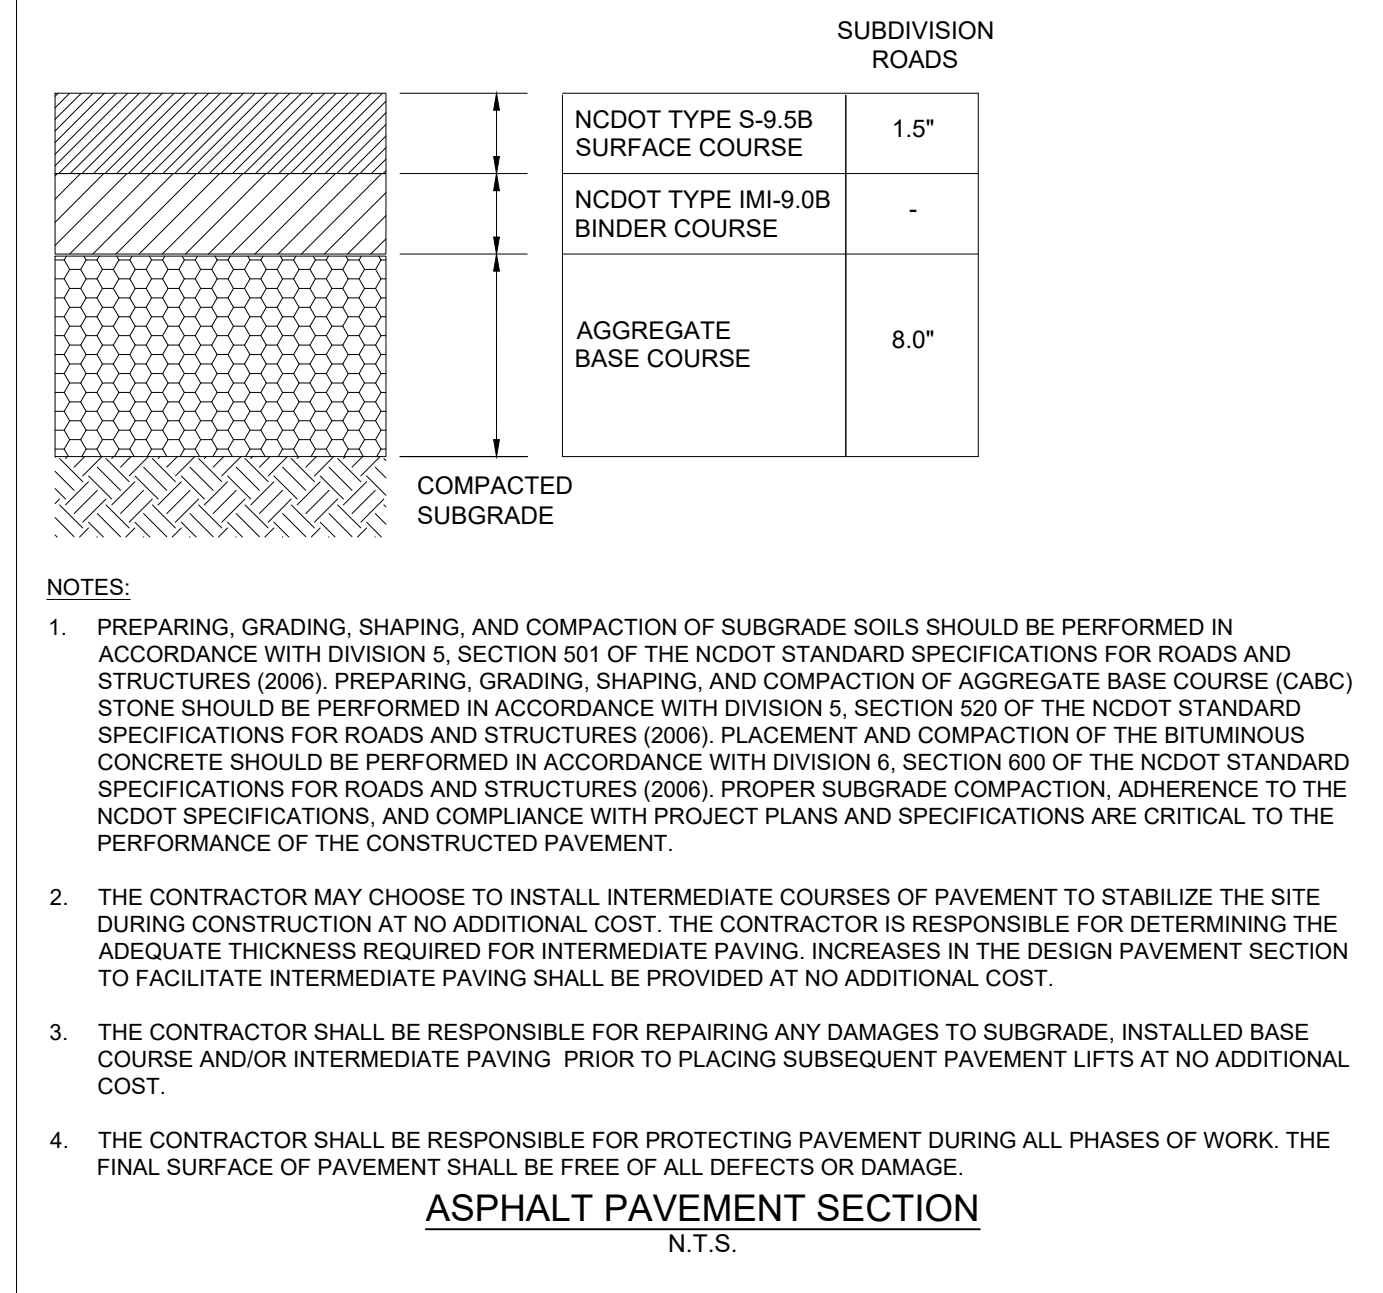 SUBDIVISION
ROADS
NCDOT TYPE S-9.5B
SURFACE COURSE
1.5"
NCDOT TYPE IMI-9.0B
BINDER COURSE
-
AGGREGATE
BASE COURSE
8.0"
COMPACTED
SUBGRADE
NOTES:
1. PREPARING, GRADING, SHAPING, AND COMPACTION OF SUBGRADE SOILS SHOULD BE PERFORMED IN
ACCORDANCE WITH DIVISION 5, SECTION 501 OF THE NCDOT STANDARD SPECIFICATIONS FOR ROADS AND
STRUCTURES (2006). PREPARING, GRADING, SHAPING, AND COMPACTION OF AGGREGATE BASE COURSE (CABC)
STONE SHOULD BE PERFORMED IN ACCORDANCE WITH DIVISION 5, SECTION 520 OF THE NCDOT STANDARD
SPECIFICATIONS FOR ROADS AND STRUCTURES (2006). PLACEMENT AND COMPACTION OF THE BITUMINOUS
CONCRETE SHOULD BE PERFORMED IN ACCORDANCE WITH DIVISION 6, SECTION 600 OF THE NCDOT STANDARD
SPECIFICATIONS FOR ROADS AND STRUCTURES (2006). PROPER SUBGRADE COMPACTION, ADHERENCE TO THE
NCDOT SPECIFICATIONS, AND COMPLIANCE WITH PROJECT PLANS AND SPECIFICATIONS ARE CRITICAL TO THE
PERFORMANCE OF THE CONSTRUCTED PAVEMENT.
2. THE CONTRACTOR MAY CHOOSE TO INSTALL INTERMEDIATE COURSES OF PAVEMENT TO STABILIZE THE SITE
DURING CONSTRUCTION AT NO ADDITIONAL COST. THE CONTRACTOR IS RESPONSIBLE FOR DETERMINING THE
ADEQUATE THICKNESS REQUIRED FOR INTERMEDIATE PAVING. INCREASES IN THE DESIGN PAVEMENT SECTION
TO FACILITATE INTERMEDIATE PAVING SHALL BE PROVIDED AT NO ADDITIONAL COST.
3. THE CONTRACTOR SHALL BE RESPONSIBLE FOR REPAIRING ANY DAMAGES TO SUBGRADE, INSTALLED BASE
COURSE AND/OR INTERMEDIATE PAVING PRIOR TO PLACING SUBSEQUENT PAVEMENT LIFTS AT NO ADDITIONAL
COST.
4. THE CONTRACTOR SHALL BE RESPONSIBLE FOR PROTECTING PAVEMENT DURING ALL PHASES OF WORK. THE
FINAL SURFACE OF PAVEMENT SHALL BE FREE OF ALL DEFECTS OR DAMAGE.
ASPHALT PAVEMENT SECTION
N.T.S.